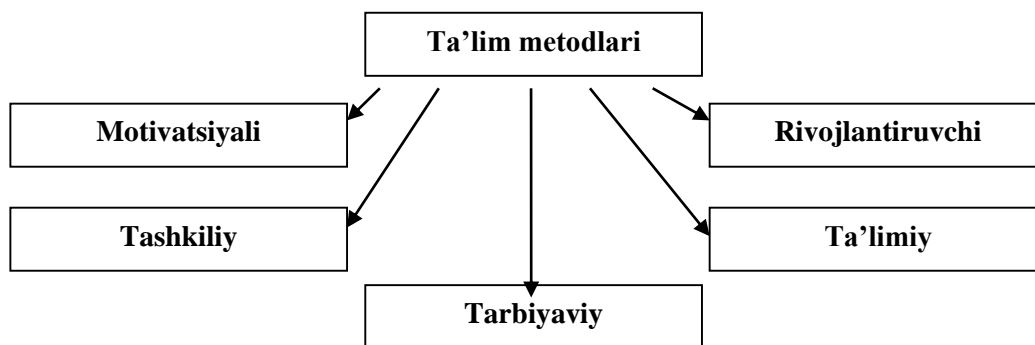 Ta’lim metodlari
Motivatsiyali
Rivojlantiruvchi
Tashkiliy
Ta’limiy
Tarbiyaviy